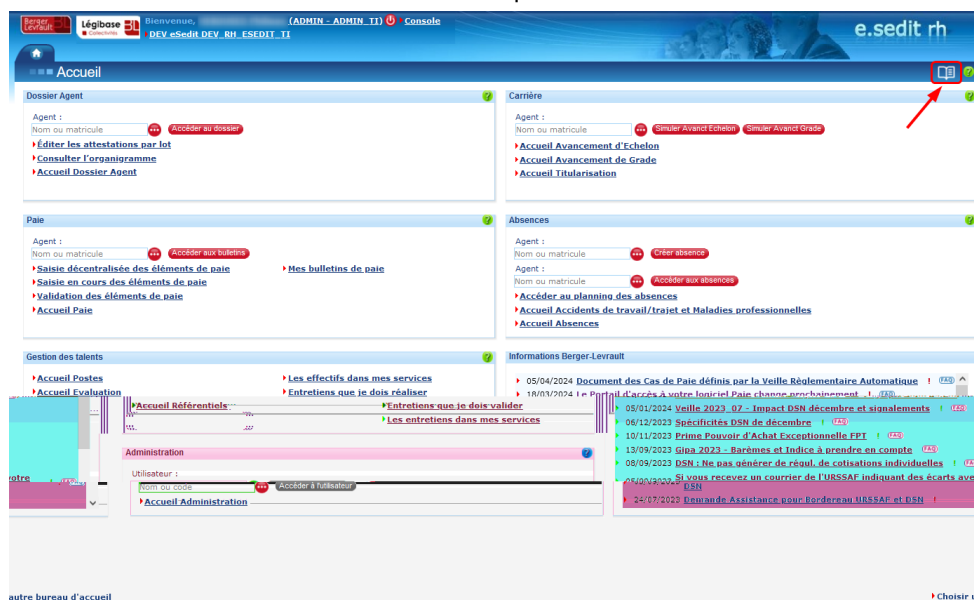 Berger Levrault
Légibase BL Collectivités
Bienvenue, (ADMIN - ADMIN_TI) Console
DEV eSedit DEV_RH_ESEDIT_TI
e.sedit rh
Accueil
Dossier Agent
Agent :
Nom ou matricule Accéder au dossier
Éditer les attestations par lot
Consulter l'organigramme
Accueil Dossier Agent
Carrière
Agent :
Nom ou matricule Simuler Avanct Echelon Simuler Avanct Grade
Accueil Avancement d'Echelon
Accueil Avancement de Grade
Accueil Titularisation
Paie
Agent :
Nom ou matricule Accéder aux bulletins
Saisie décentralisée des éléments de paie Mes bulletins de paie
Saisie en cours des éléments de paie
Validation des éléments de paie
Accueil Paie
Absences
Agent :
Nom ou matricule Créer absence
Agent :
Nom ou matricule Accéder aux absences
Accéder au planning des absences
Accueil Accidents de travail/trajet et Maladies professionnelles
Accueil Absences
Gestion des talents
Accueil Postes Les effectifs dans mes services
Accueil Evaluation Entretiens que je dois réaliser
Accueil Référentiels Entretiens que je dois valider
Les entretiens dans mes services
Informations Berger-Levrault
05/04/2024 Document des Cas de Paie définis par la Veille Règlementaire Automatique ! FAQ
18/03/2024 Le Portail d'accès à votre logiciel Paie change prochainement ! FAQ
05/01/2024 Veille 2023_07 - Impact DSN décembre et signalements ! FAQ
06/12/2023 Spécificités DSN de décembre ! FAQ
10/11/2023 Prime Pouvoir d'Achat Exceptionnelle FPT ! FAQ
13/09/2023 Gipa 2023 - Barèmes et Indice à prendre en compte FAQ
08/09/2023 DSN : Ne pas générer de régul. de cotisations individuelles !
Si vous recevez un courrier de l'URSSAF indiquant des écarts
DSN
24/07/2023 Demande Assistance pour Bordereau URSSAF et DSN !
otre
Administration
Utilisateur :
Nom ou code Accéder à l'utilisateur
Accueil Administration
autre bureau d'accueil
Choisir